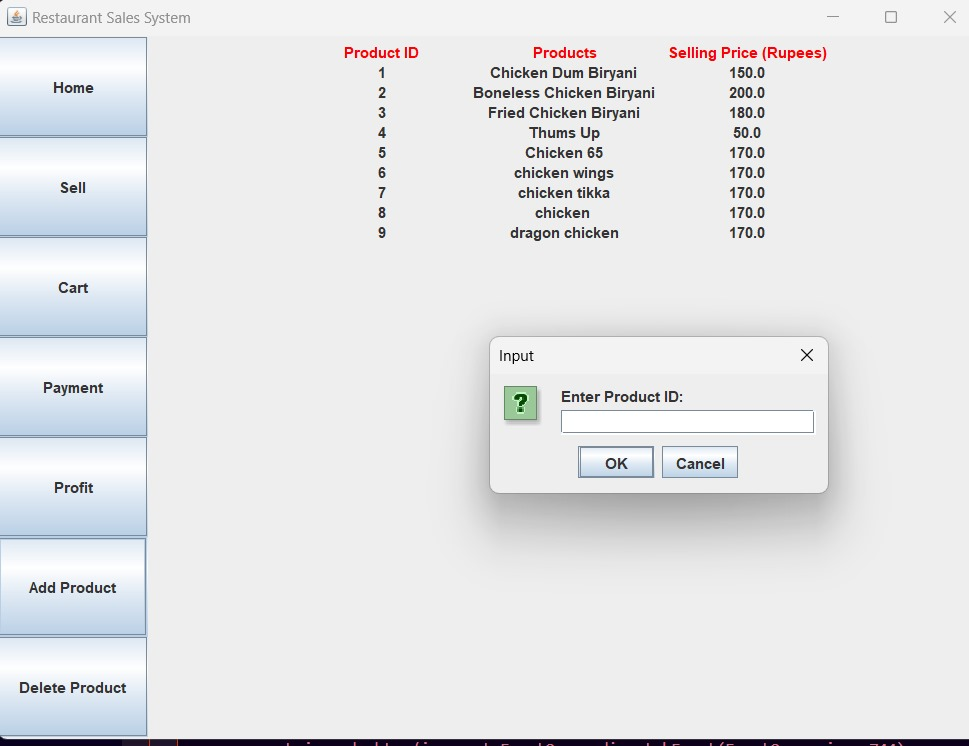 Restaurant Sales System
Home
Sell
Cart
Payment
Profit
Add Product
Delete Product
Product ID Products Selling Price (Rupees)
1 Chicken Dum Biryani 150.0
2 Boneless Chicken Biryani 200.0
3 Fried Chicken Biryani 180.0
4 Thums Up 50.0
5 Chicken 65 170.0
6 chicken wings 170.0
7 chicken tikka 170.0
8 chicken 170.0
9 dragon chicken 170.0
Input
?
Enter Product ID:
OK Cancel